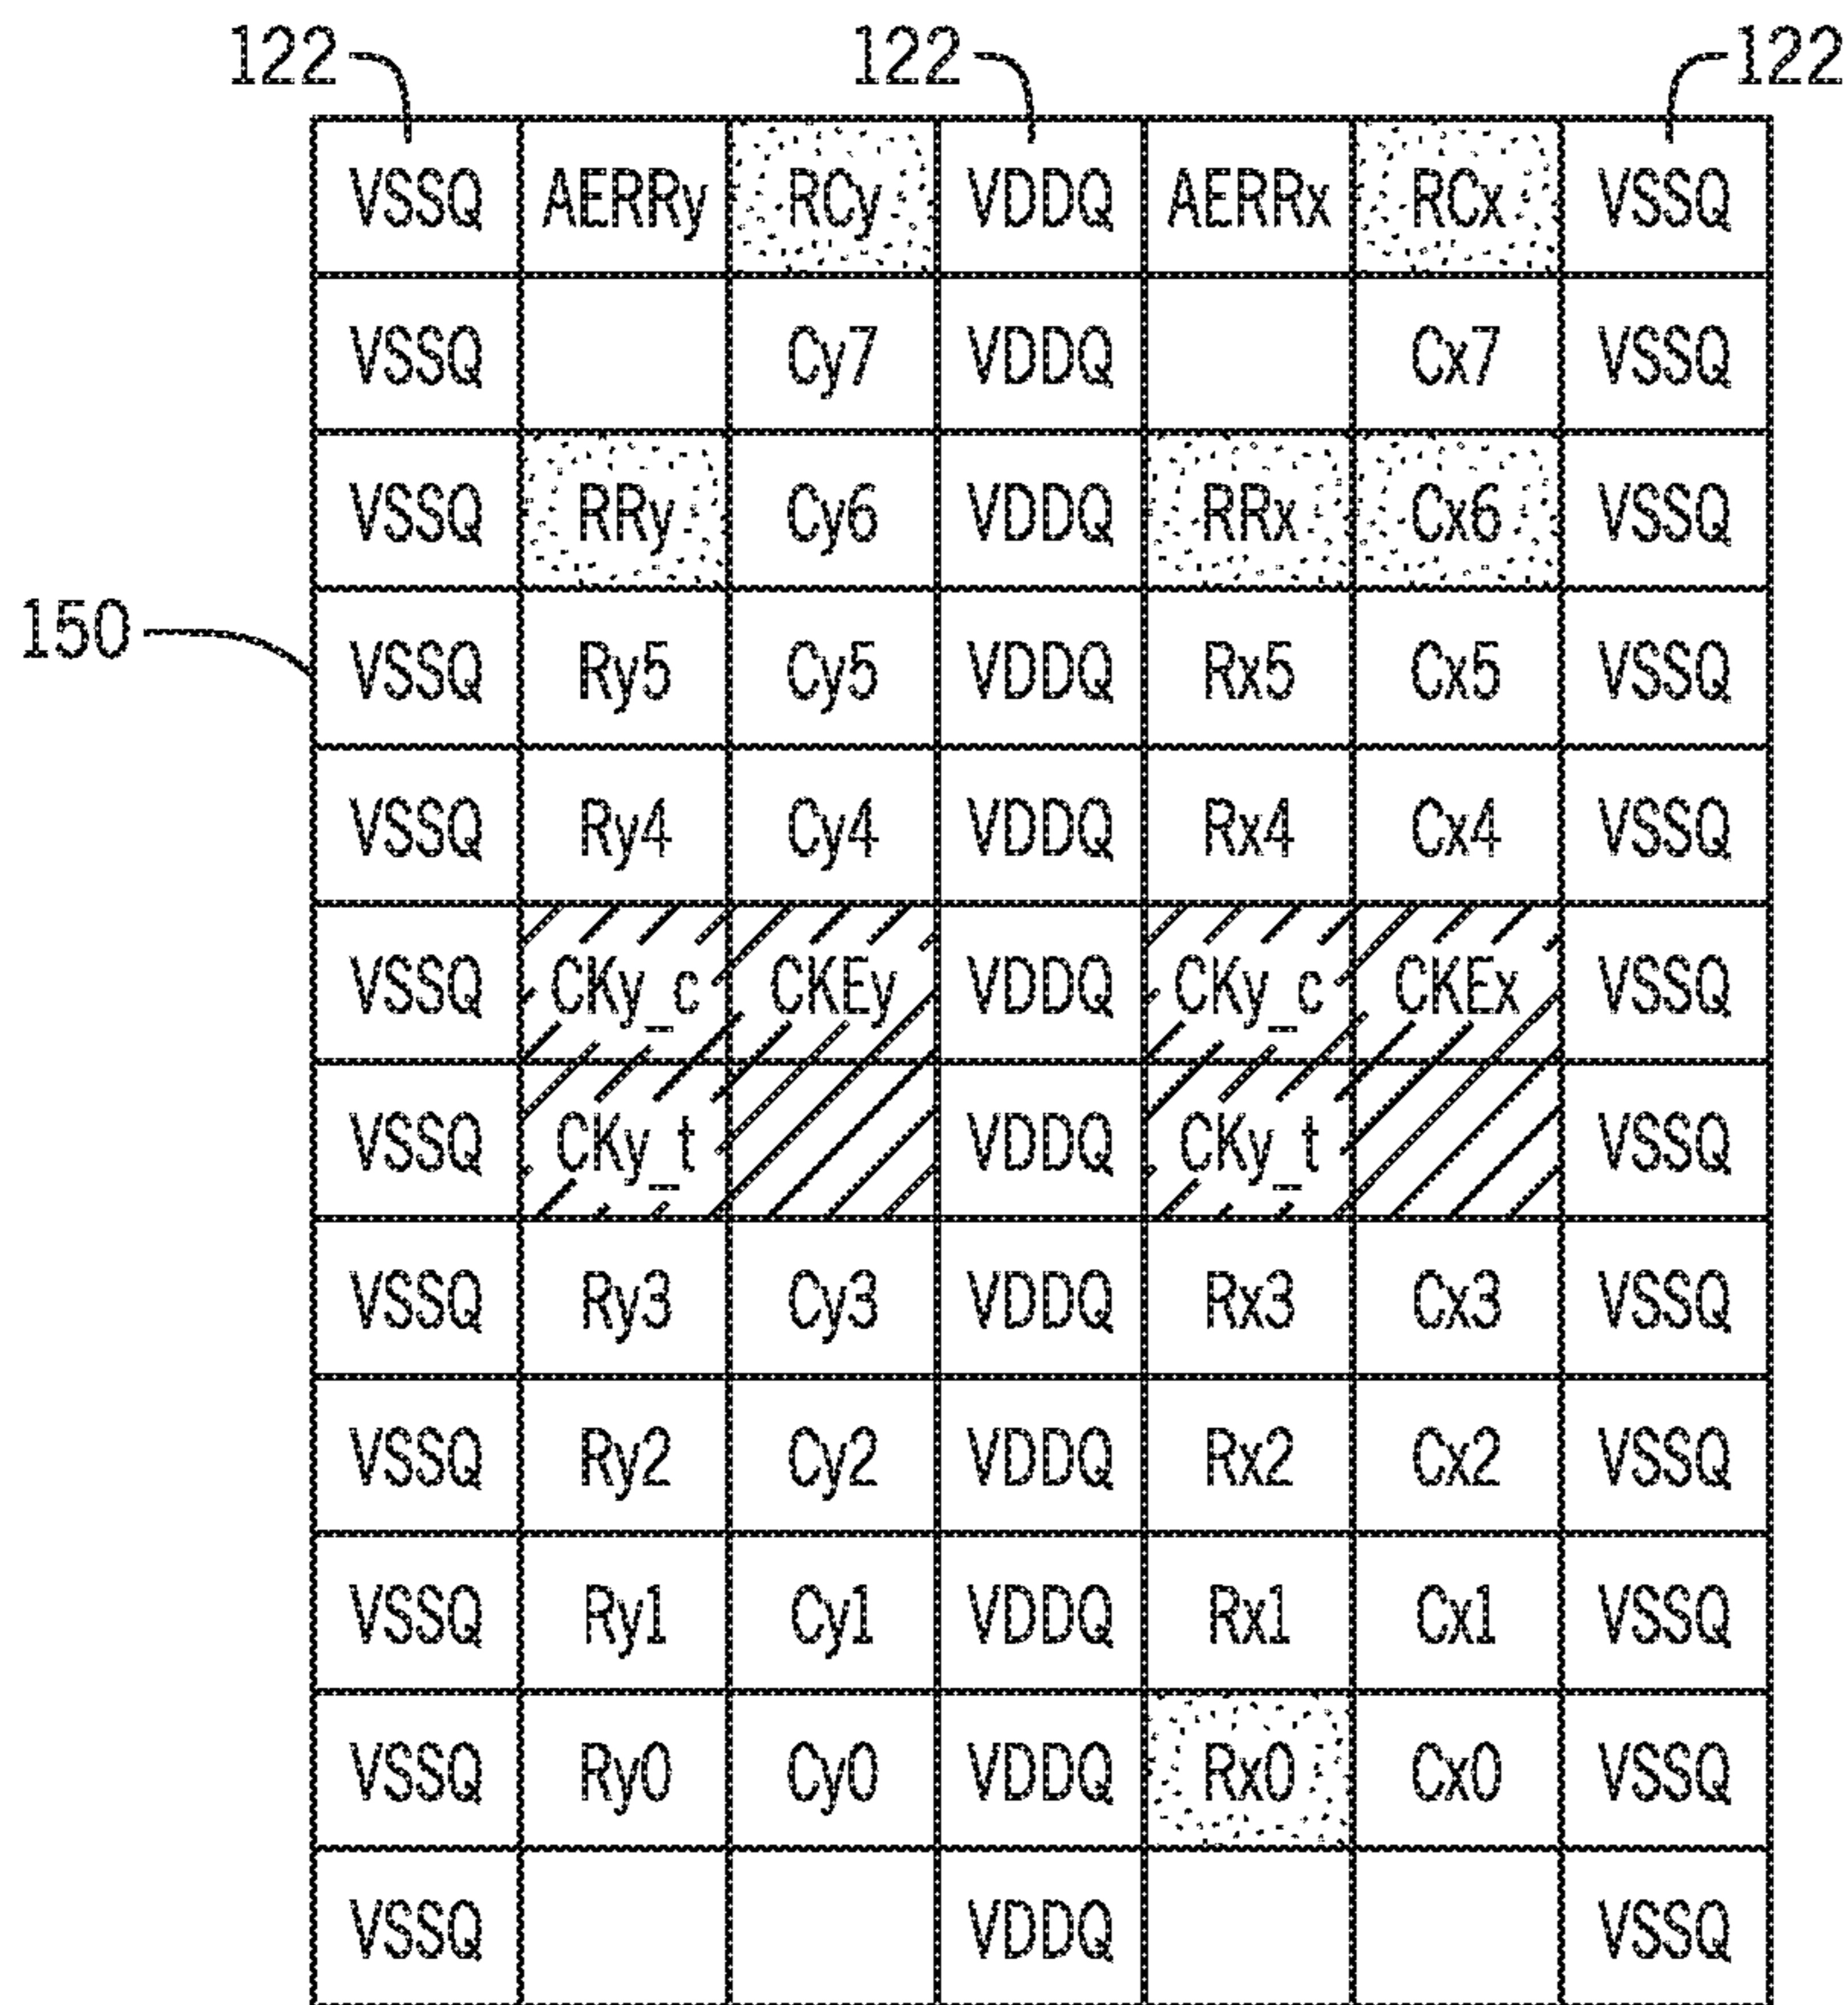 122 122 122
VSSQ AERRy RCy VDDQ AERRx RCx VSSQ
VSSQ Cy7 VDDQ Cx7 VSSQ
VSSQ RRy Cy6 VDDQ RRx Cx6 VSSQ
150
VSSQ Ry5 Cy5 VDDQ Rx5 Cx5 VSSQ
VSSQ Ry4 Cy4 VDDQ Rx4 Cx4 VSSQ
VSSQ CKy_c CKEy VDDQ CKy_c CKEx VSSQ
VSSQ CKy_t VDDQ CKy_t VSSQ
VSSQ Ry3 Cy3 VDDQ Rx3 Cx3 VSSQ
VSSQ Ry2 Cy2 VDDQ Rx2 Cx2 VSSQ
VSSQ Ry1 Cy1 VDDQ Rx1 Cx1 VSSQ
VSSQ Ry0 Cy0 VDDQ Rx0 Cx0 VSSQ
VSSQ VDDQ VSSQ